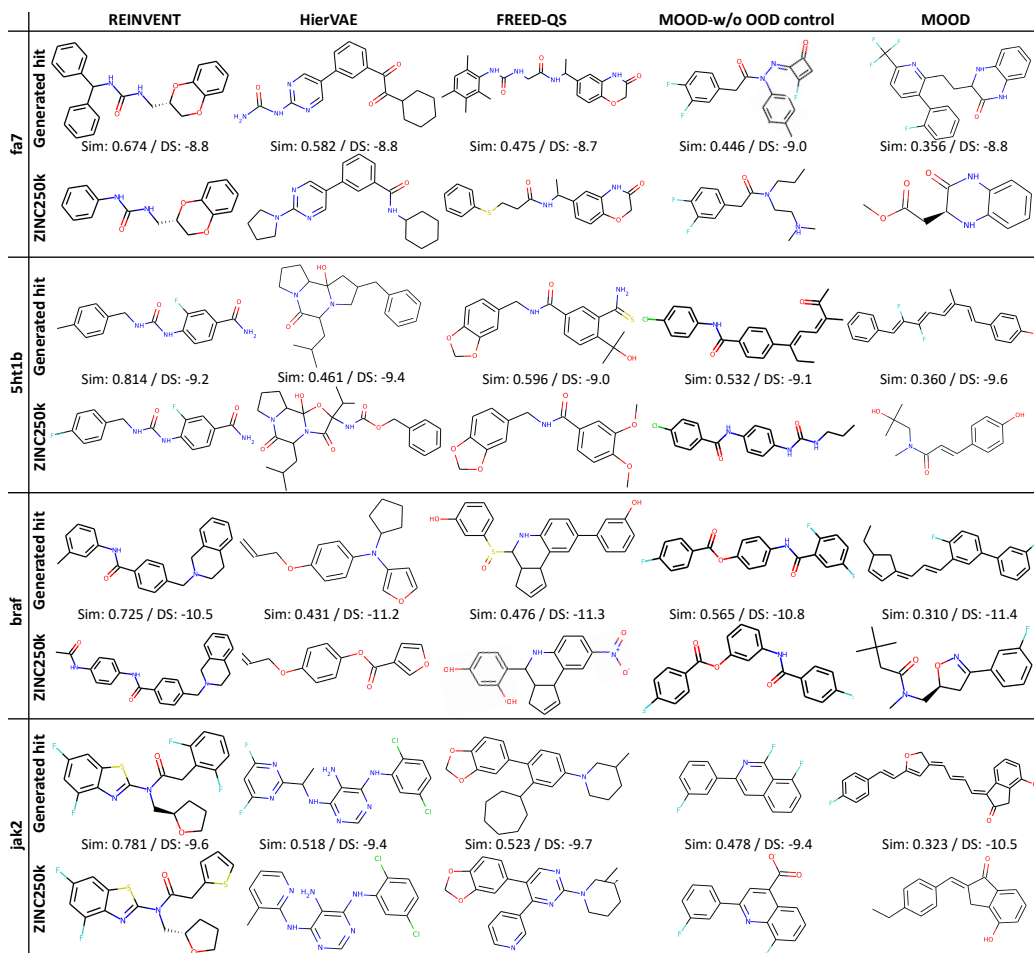 REINVENT HierVAE FREED-QS MOOD-w/o OOD control MOOD
fa7
Generated hit
Sim: 0.674 / DS: -8.8 Sim: 0.582 / DS: -8.8 Sim: 0.475 / DS: -8.7 Sim: 0.446 / DS: -9.0 Sim: 0.356 / DS: -8.8
ZINC250k
5ht1b
Generated hit
Sim: 0.814 / DS: -9.2 Sim: 0.461 / DS: -9.4 Sim: 0.596 / DS: -9.0 Sim: 0.532 / DS: -9.1 Sim: 0.360 / DS: -9.6
ZINC250k
braf
Generated hit
Sim: 0.725 / DS: -10.5 Sim: 0.431 / DS: -11.2 Sim: 0.476 / DS: -11.3 Sim: 0.565 / DS: -10.8 Sim: 0.310 / DS: -11.4
ZINC250k
jak2
Generated hit
Sim: 0.781 / DS: -9.6 Sim: 0.518 / DS: -9.4 Sim: 0.523 / DS: -9.7 Sim: 0.478 / DS: -9.4 Sim: 0.323 / DS: -10.5
ZINC250k